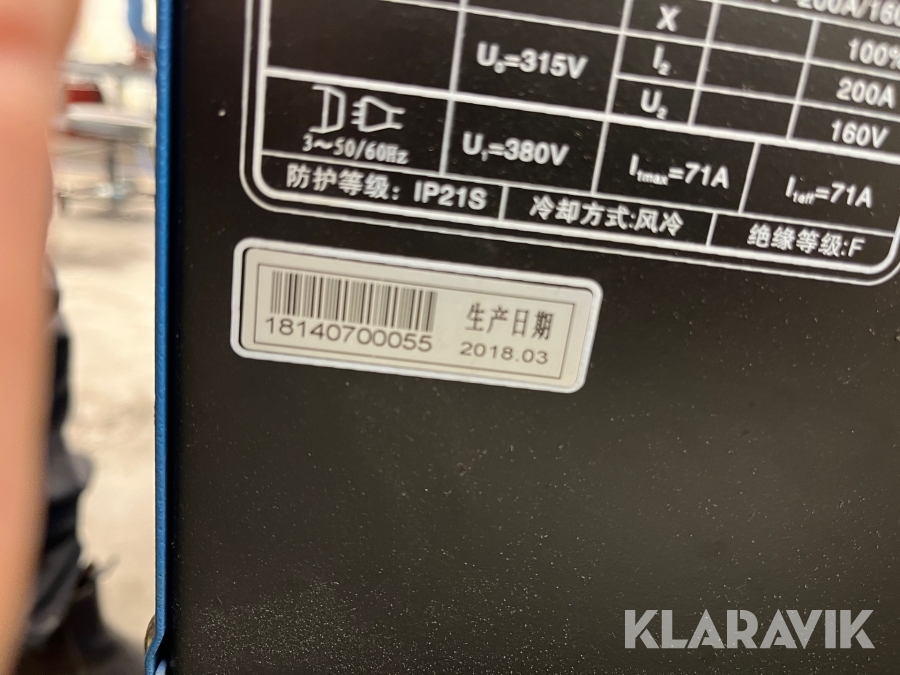 200A/160
X
100%
U₀=315V
I₂
200A
U₂
160V
3～50/60Hz
U₁=380V
I₁max=71A
I₁eff=71A
防护等级: IP21S
冷却方式:风冷
绝缘等级:F
18140700055
生产日期
2018.03
KLARAVIK